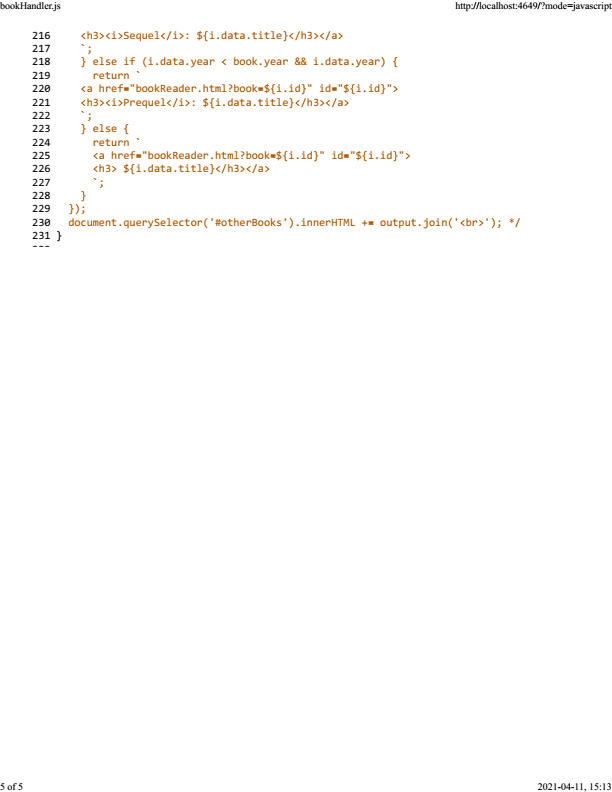 bookHandler.js http://localhost:4649/?mode=javascript
216 <h3><i>Sequel</i>: ${i.data.title}</h3></a>
217 `;
218 } else if (i.data.year < book.year && i.data.year) {
219 return `
220 <a href="bookReader.html?book=${i.id}" id="${i.id}">
221 <h3><i>Prequel</i>: ${i.data.title}</h3></a>
222 `;
223 } else {
224 return `
225 <a href="bookReader.html?book=${i.id}" id="${i.id}">
226 <h3> ${i.data.title}</h3></a>
227 `;
228 }
229 });
230 document.querySelector('#otherBooks').innerHTML += output.join('<br>'); */
231 }
5 of 5 2021-04-11, 15:13